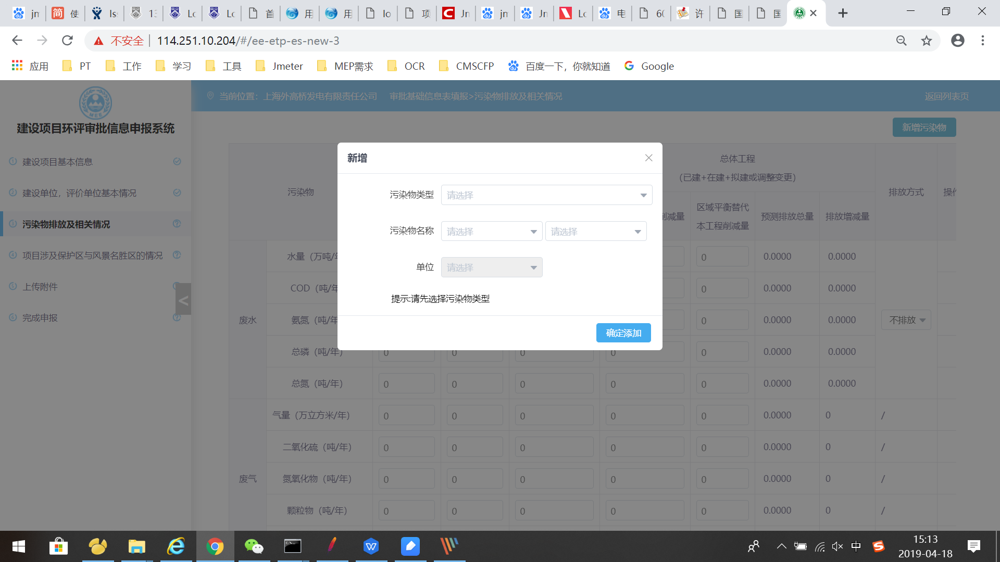 jn
简 使
Is
13
Lc
Lc
首
用
用
lo
项
C Jn
jn
Jn
Lc
电
6(
许
国
国
不安全 114.251.10.204/#/ee-etp-es-new-3
应用 PT 工作 学习 工具 Jmeter MEP需求 OCR CMSCFP 百度一下，你就知道 Google
MEE
建设项目环评审批信息申报系统
1 建设项目基本信息
2 建设单位，评价单位基本情况
3 污染物排放及相关情况
4 项目涉及保护区与风景名胜区的情况
5 上传附件
6 完成申报
<
当前位置：上海外高桥发电有限责任公司 审批基础信息表填报>污染物排放及相关情况 返回列表页
新增污染物
新增
污染物类型 请选择
污染物名称 请选择 请选择
单位 请选择
提示:请先选择污染物类型
确定添加
污染物
总体工程
(已建+在建+拟建或调整变更)
排放方式
操作
削减量
区域平衡替代
本工程削减量
预测排放总量
排放增减量
废水
水量（万吨/年 0 0.0000 0.0000
COD（吨/年 0 0.0000 0.0000
氨氮（吨/年 0 0.0000 0.0000 不排放
总磷（吨/年） 0 0 0 0 0 0.0000 0.0000
总氮（吨/年） 0 0 0 0 0 0.0000 0.0000
废气
气量（万立方米/年） 0 0 0 0 0 0.0000 0 /
二氧化硫（吨/年） 0 0 0 0 0 0.0000 0 /
氮氧化物（吨/年） 0 0 0 0 0 0.0000 0 /
颗粒物（吨/年） 0 0 0 0 0 0.0000 0 /
中
15:13
2019-04-18